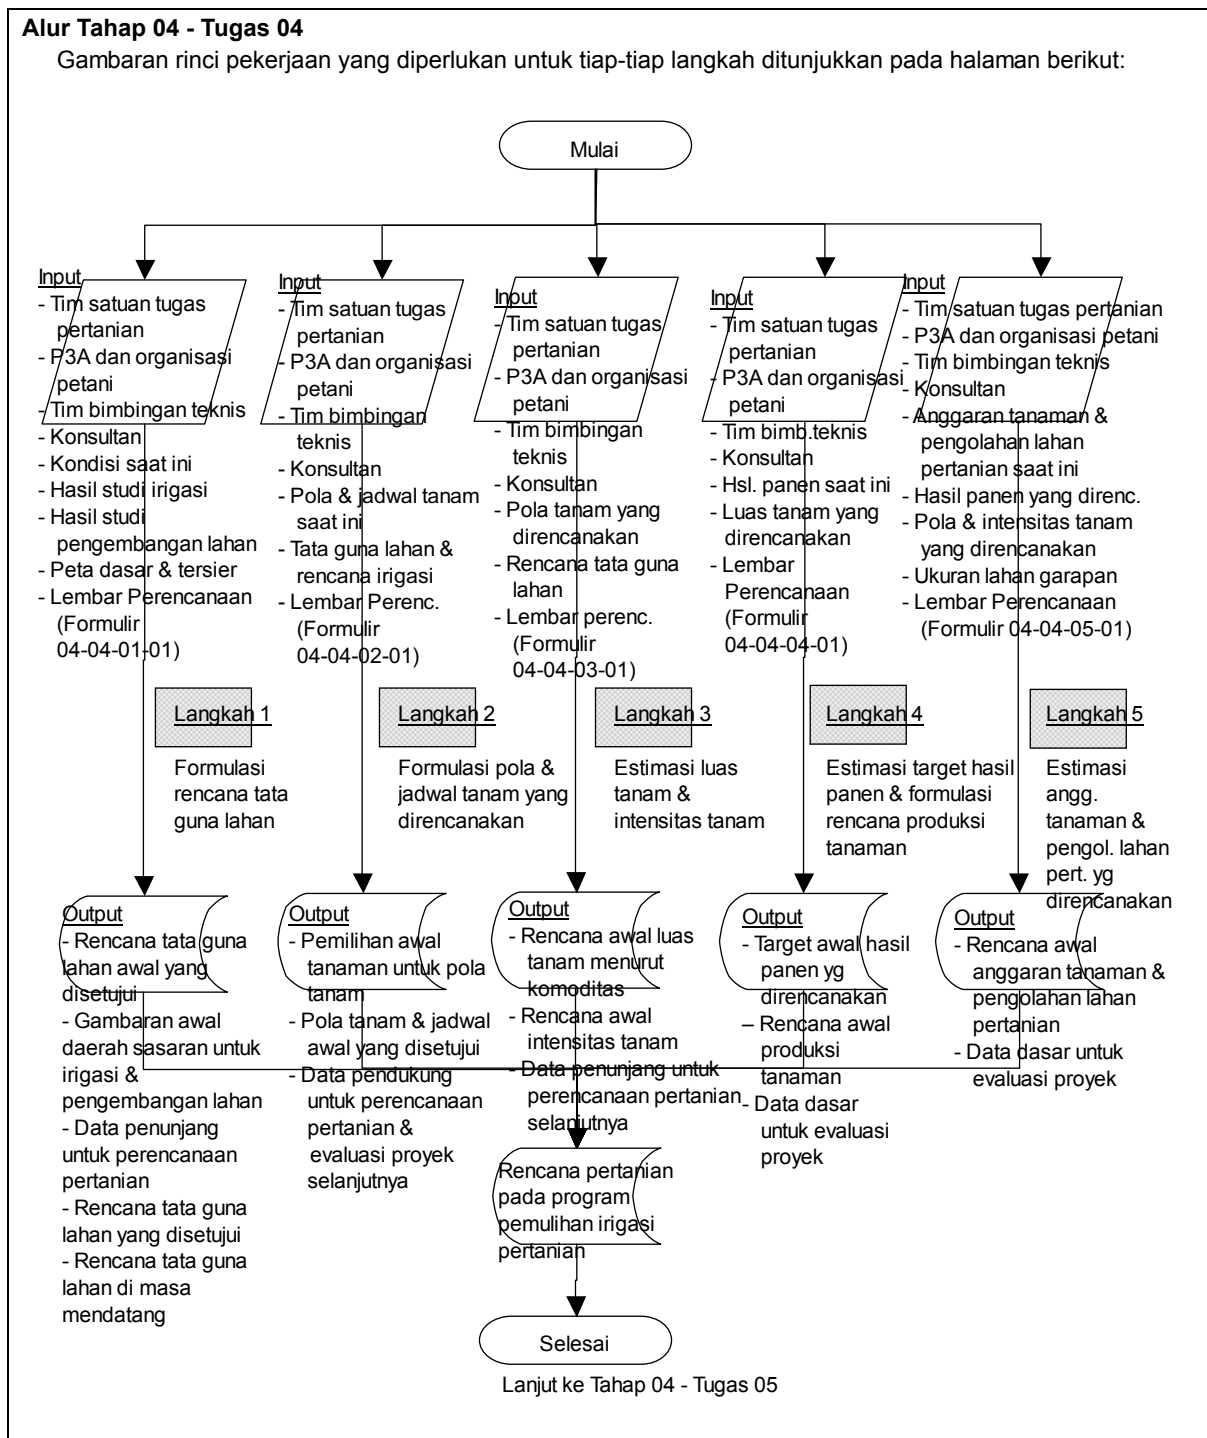 Alur Tahap 04 - Tugas 04
Gambaran rinci pekerjaan yang diperlukan untuk tiap-tiap langkah ditunjukkan pada halaman berikut:
Mulai
Input
- Tim satuan tugas
pertanian
- P3A dan organisasi
petani
- Tim bimbingan teknis
- Konsultan
- Kondisi saat ini
- Hasil studi irigasi
- Hasil studi
pengembangan lahan
- Peta dasar & tersier
- Lembar Perencanaan
(Formulir
04-04-01-01)
Input
- Tim satuan tugas
pertanian
- P3A dan organisasi
petani
- Tim bimbingan
teknis
- Konsultan
- Pola & jadwal tanam
saat ini
- Tata guna lahan &
rencana irigasi
- Lembar Perenc.
(Formulir
04-04-02-01)
Input
- Tim satuan tugas
pertanian
- P3A dan organisasi
petani
- Tim bimbingan
teknis
- Konsultan
- Pola tanam yang
direncanakan
- Rencana tata guna
lahan
- Lembar perenc.
(Formulir
04-04-03-01)
Input
- Tim satuan tugas
pertanian
- P3A dan organisasi
petani
- Tim bimb.teknis
- Konsultan
- Hsl. panen saat ini
- Luas tanam yang
direncanakan
- Lembar
Perencanaan
(Formulir
04-04-04-01)
Input
- Tim satuan tugas pertanian
- P3A dan organisasi petani
- Tim bimbingan teknis
- Konsultan
- Anggaran tanaman &
pengolahan lahan
pertanian saat ini
- Hasil panen yang direnc.
- Pola & intensitas tanam
yang direncanakan
- Ukuran lahan garapan
- Lembar Perencanaan
(Formulir 04-04-05-01)
Langkah 1
Formulasi
rencana tata
guna lahan
Langkah 2
Formulasi pola &
jadwal tanam yang
direncanakan
Langkah 3
Estimasi luas
tanam &
intensitas tanam
Langkah 4
Estimasi target hasil
panen & formulasi
rencana produksi
tanaman
Langkah 5
Estimasi
angg.
tanaman &
pengol. lahan
pert. yg
direncanakan
Output
- Rencana tata guna
lahan awal yang
disetujui
- Gambaran awal
daerah sasaran untuk
irigasi &
pengembangan lahan
- Data penunjang
untuk perencanaan
pertanian
- Rencana tata guna
lahan yang disetujui
- Rencana tata guna
lahan di masa
mendatang
Output
- Pemilihan awal
tanaman untuk pola
tanam
- Pola tanam & jadwal
awal yang disetujui
- Data pendukung
untuk perencanaan
pertanian &
evaluasi proyek
selanjutnya
Output
- Rencana awal luas
tanam menurut
komoditas
- Rencana awal
intensitas tanam
- Data penunjang untuk
perencanaan pertanian
selanjutnya
Output
- Target awal hasil
panen yg
direncanakan
– Rencana awal
produksi
tanaman
- Data dasar
untuk evaluasi
proyek
Output
- Rencana awal
anggaran tanaman &
pengolahan lahan
pertanian
- Data dasar untuk
evaluasi proyek
Rencana pertanian
pada program
pemulihan irigasi
pertanian
Selesai
Lanjut ke Tahap 04 - Tugas 05